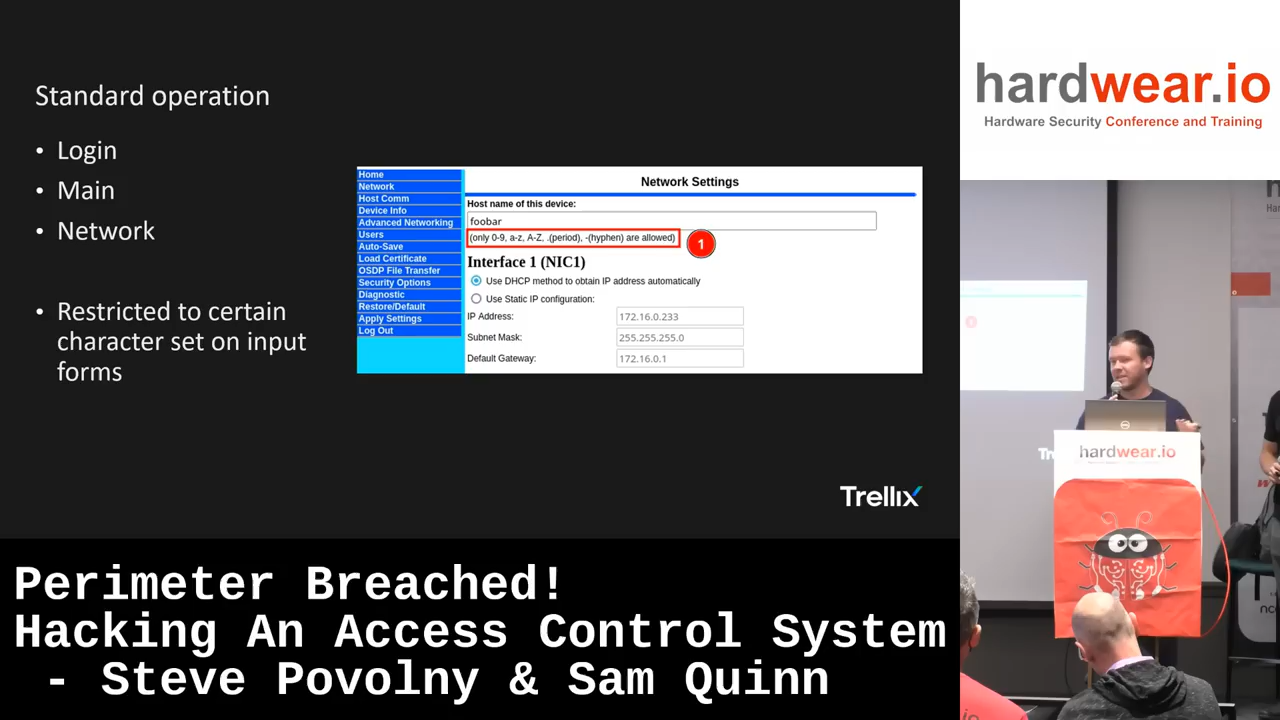 Standard operation
• Login
• Main
• Network
• Restricted to certain
character set on input
forms
Home
Network
Host Comm
Device Info
Advanced Networking
Users
Auto-Save
Load Certificate
OSDP File Transfer
Security Options
Diagnostic
Restore/Default
Apply Settings
Log Out
Network Settings
Host name of this device:
foobar
(only 0-9, a-z, A-Z, .(period), -(hyphen) are allowed)
1
Interface 1 (NIC1)
Use DHCP method to obtain IP address automatically
Use Static IP configuration:
IP Address: 172.16.0.233
Subnet Mask: 255.255.255.0
Default Gateway: 172.16.0.1
Trellix
hardwear.io
Hardware Security Conference and Training
hardwear.io
Perimeter Breached!
Hacking An Access Control System
- Steve Povolny & Sam Quinn